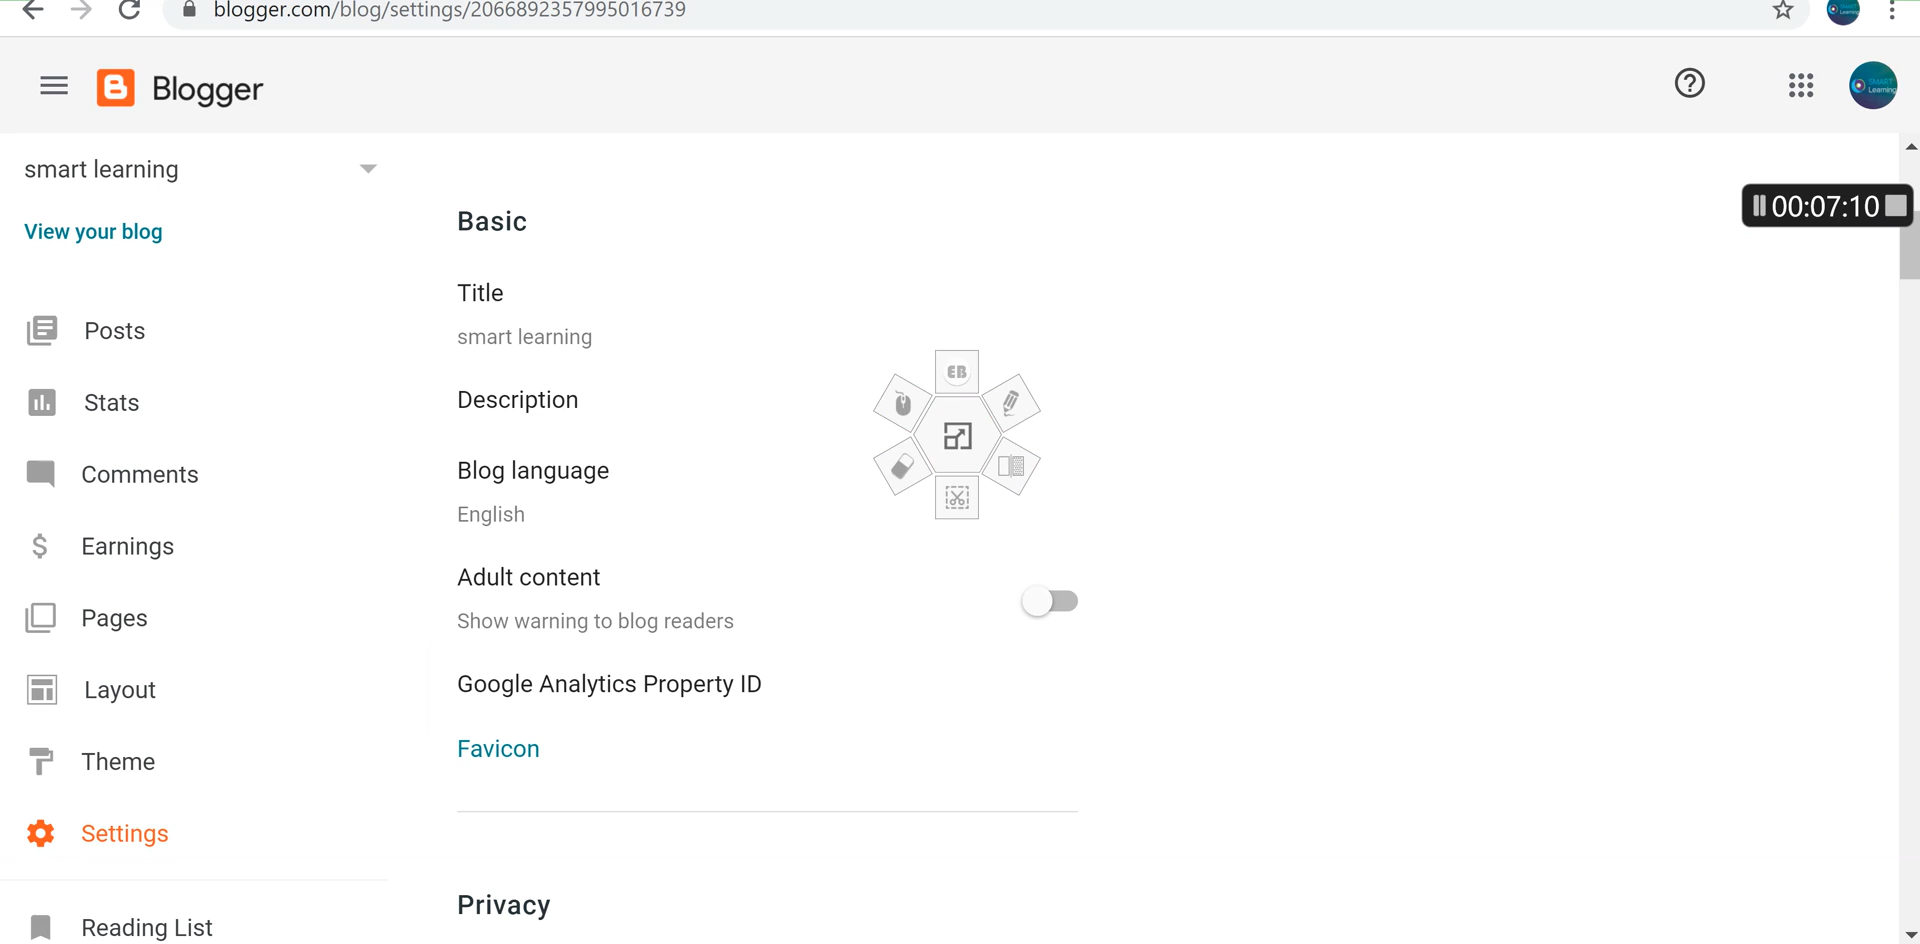 blogger.com/blog/settings/2066892357995016739
Blogger
SMART
Learning
smart learning
View your blog
Posts
Stats
Comments
Earnings
Pages
Layout
Theme
Settings
Reading List
Basic
Title
smart learning
Description
Blog language
English
Adult content
Show warning to blog readers
Google Analytics Property ID
Favicon
Privacy
EB
00:07:10